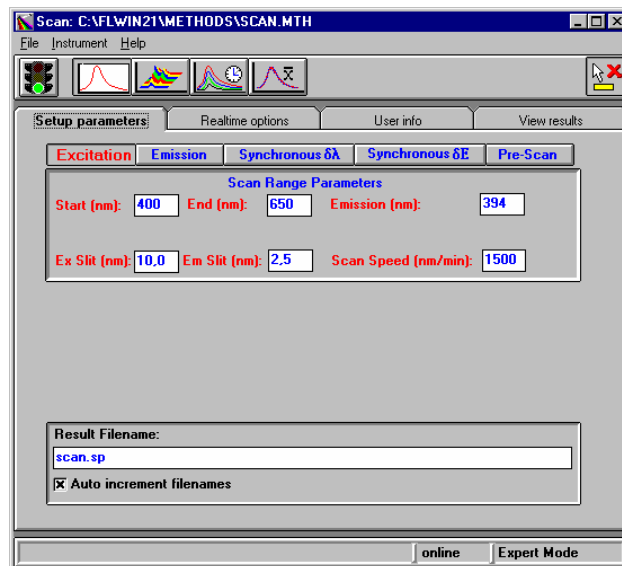 Scan: C:\FLWIN21\METHODS\SCAN.MTH
File Instrument Help
Setup parameters Realtime options User info View results
Excitation Emission Synchronous δλ Synchronous δE Pre-Scan
Scan Range Parameters
Start (nm): 400 End (nm): 650 Emission (nm): 394
Ex Slit (nm): 10,0 Em Slit (nm): 2,5 Scan Speed (nm/min): 1500
Result Filename:
scan.sp
Auto increment filenames
online Expert Mode